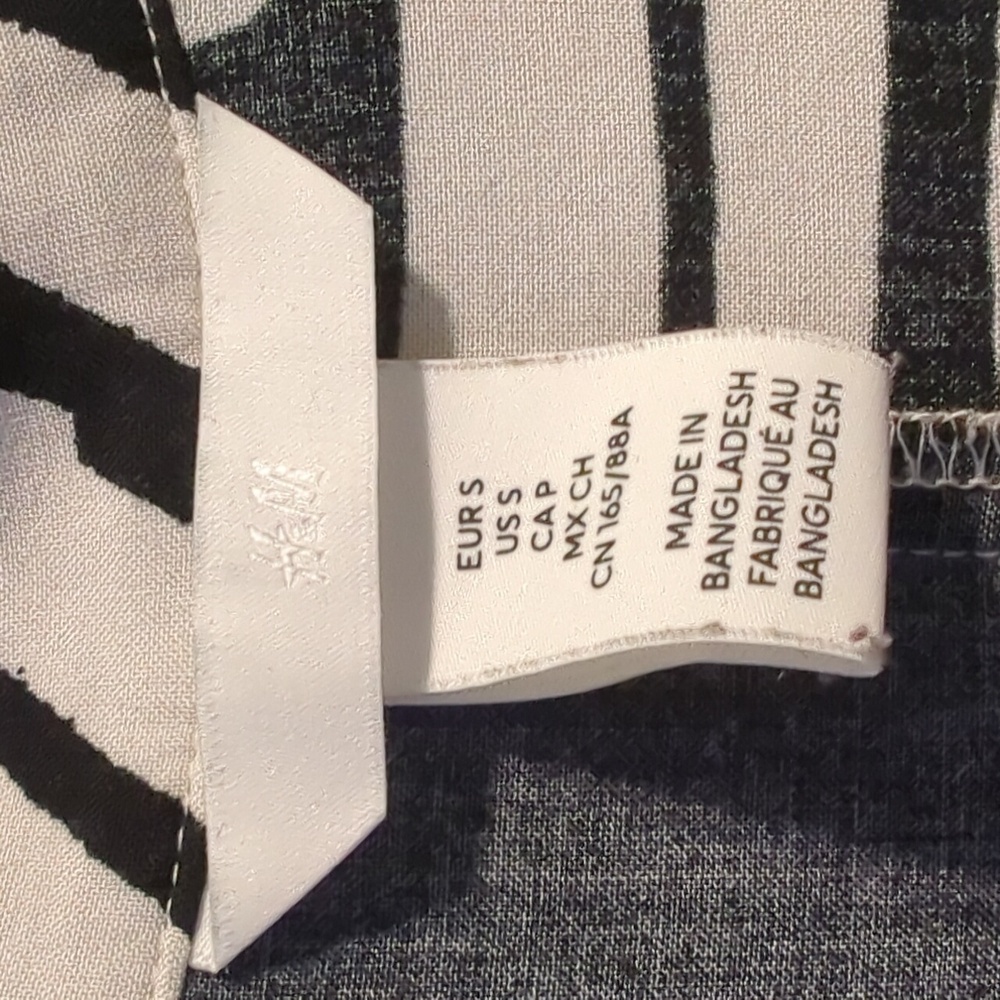 H&M
EUR S
US S
CA P
MX CH
CN 165/88A
MADE IN
BANGLADESH
FABRIQUÉ AU
BANGLADESH